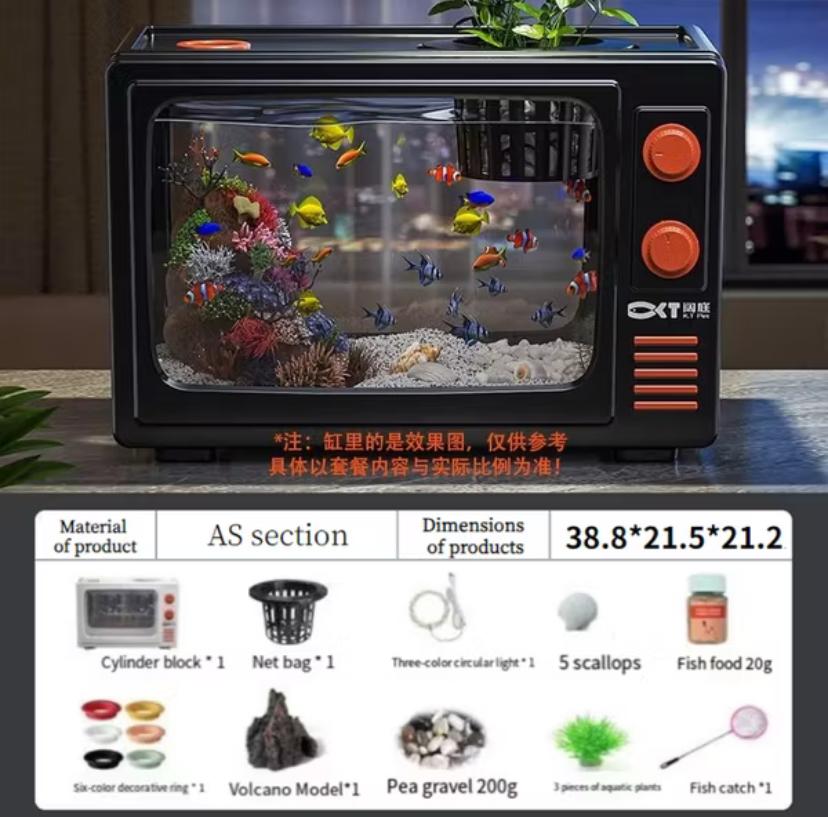 KT 阔庭
K.T Pet
*注：缸里的是效果图，仅供参考
具体以套餐内容与实际比例为准！
Material
of product
AS section
Dimensions
of products
38.8*21.5*21.2
Cylinder block * 1
Net bag * 1
Three-color circular light * 1
5 scallops
Fish food 20g
Six-color decorative ring * 1
Volcano Model*1
Pea gravel 200g
3 pieces of aquatic plants
Fish catch *1